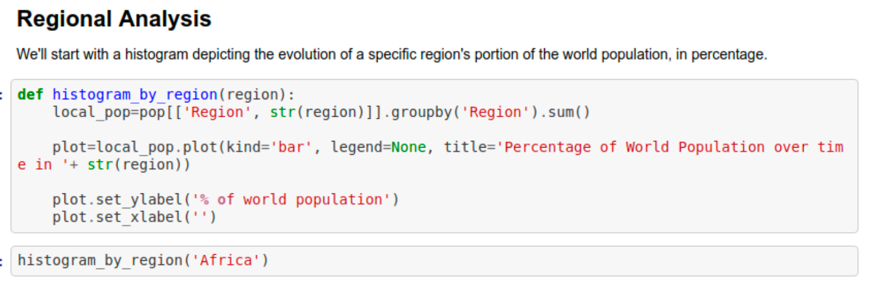 Regional Analysis
We'll start with a histogram depicting the evolution of a specific region's portion of the world population, in percentage.
: def histogram_by_region(region):
    local_pop=pop[['Region', str(region)]].groupby('Region').sum()
    plot=local_pop.plot(kind='bar', legend=None, title='Percentage of World Population over tim
e in '+ str(region))
    plot.set_ylabel('% of world population')
    plot.set_xlabel('')
: histogram_by_region('Africa')